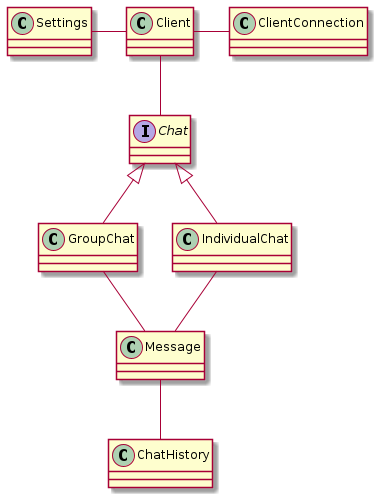 C Settings
C Client
C ClientConnection
I Chat
C GroupChat
C IndividualChat
C Message
C ChatHistory